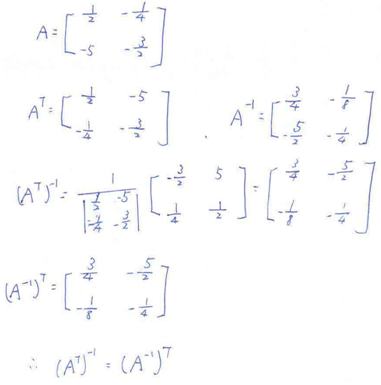 A = [ 1/2 -1/4 ; -5 -3/2 ]
A^T = [ 1/2 -5 ; -1/4 -3/2 ] . A^-1 = [ 3/4 -1/8 ; -5/2 -1/4 ]
(A^T)^-1 = 1 / | 1/2 -5 ; -1/4 -3/2 | [ -3/2 5 ; 1/4 1/2 ] = [ 3/4 -5/2 ; -1/8 -1/4 ]
(A^-1)^T = [ 3/4 -5/2 ; -1/8 -1/4 ]
∴ (A^T)^-1 = (A^-1)^T